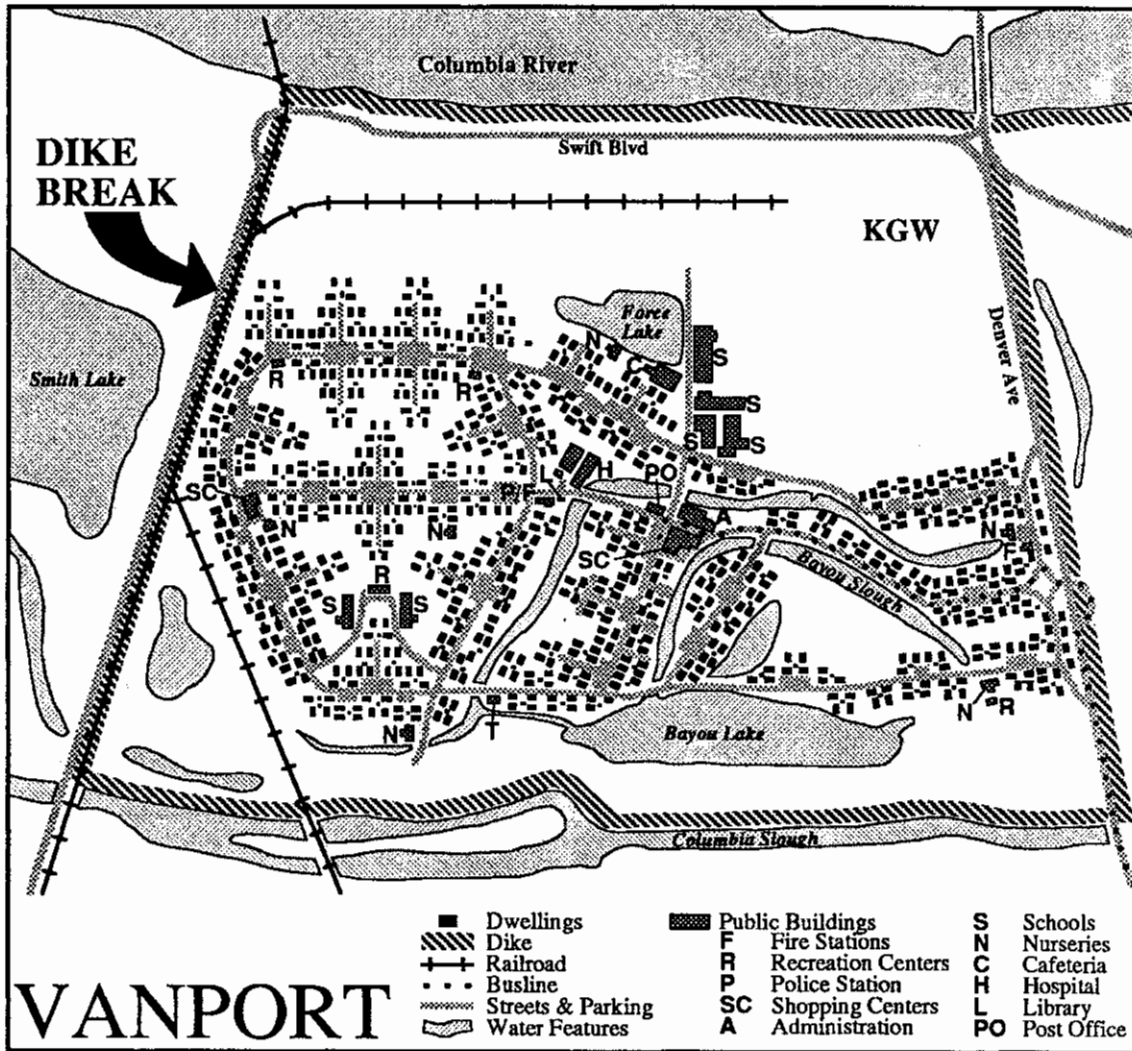 Columbia River
Swift Blvd
DIKE
BREAK
KGW
Force
Lake
Denver Ave
Smith Lake
N
C
S
S
S
S
R
R
L
H
PO
P/F
SC
N
N
A
SC
N
F
Bayou Slough
R
S
S
N
R
N
T
Bayou Lake
Columbia Slough
VANPORT
Dwellings
Dike
Railroad
Busline
Streets & Parking
Water Features
Public Buildings
F Fire Stations
R Recreation Centers
P Police Station
SC Shopping Centers
A Administration
S Schools
N Nurseries
C Cafeteria
H Hospital
L Library
PO Post Office